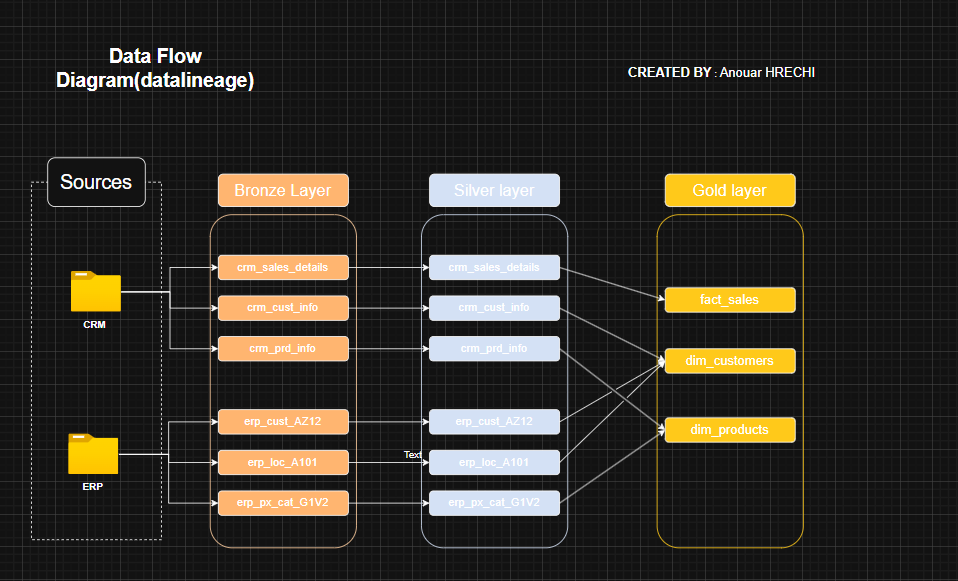 Data Flow
Diagram(datalineage)
CREATED BY : Anouar HRECHI
Sources
Bronze Layer
Silver layer
Gold layer
crm_sales_details
crm_sales_details
crm_cust_info
crm_cust_info
crm_prd_info
crm_prd_info
fact_sales
dim_customers
dim_products
CRM
erp_cust_AZ12
erp_cust_AZ12
Text
erp_loc_A101
erp_loc_A101
erp_px_cat_G1V2
erp_px_cat_G1V2
ERP